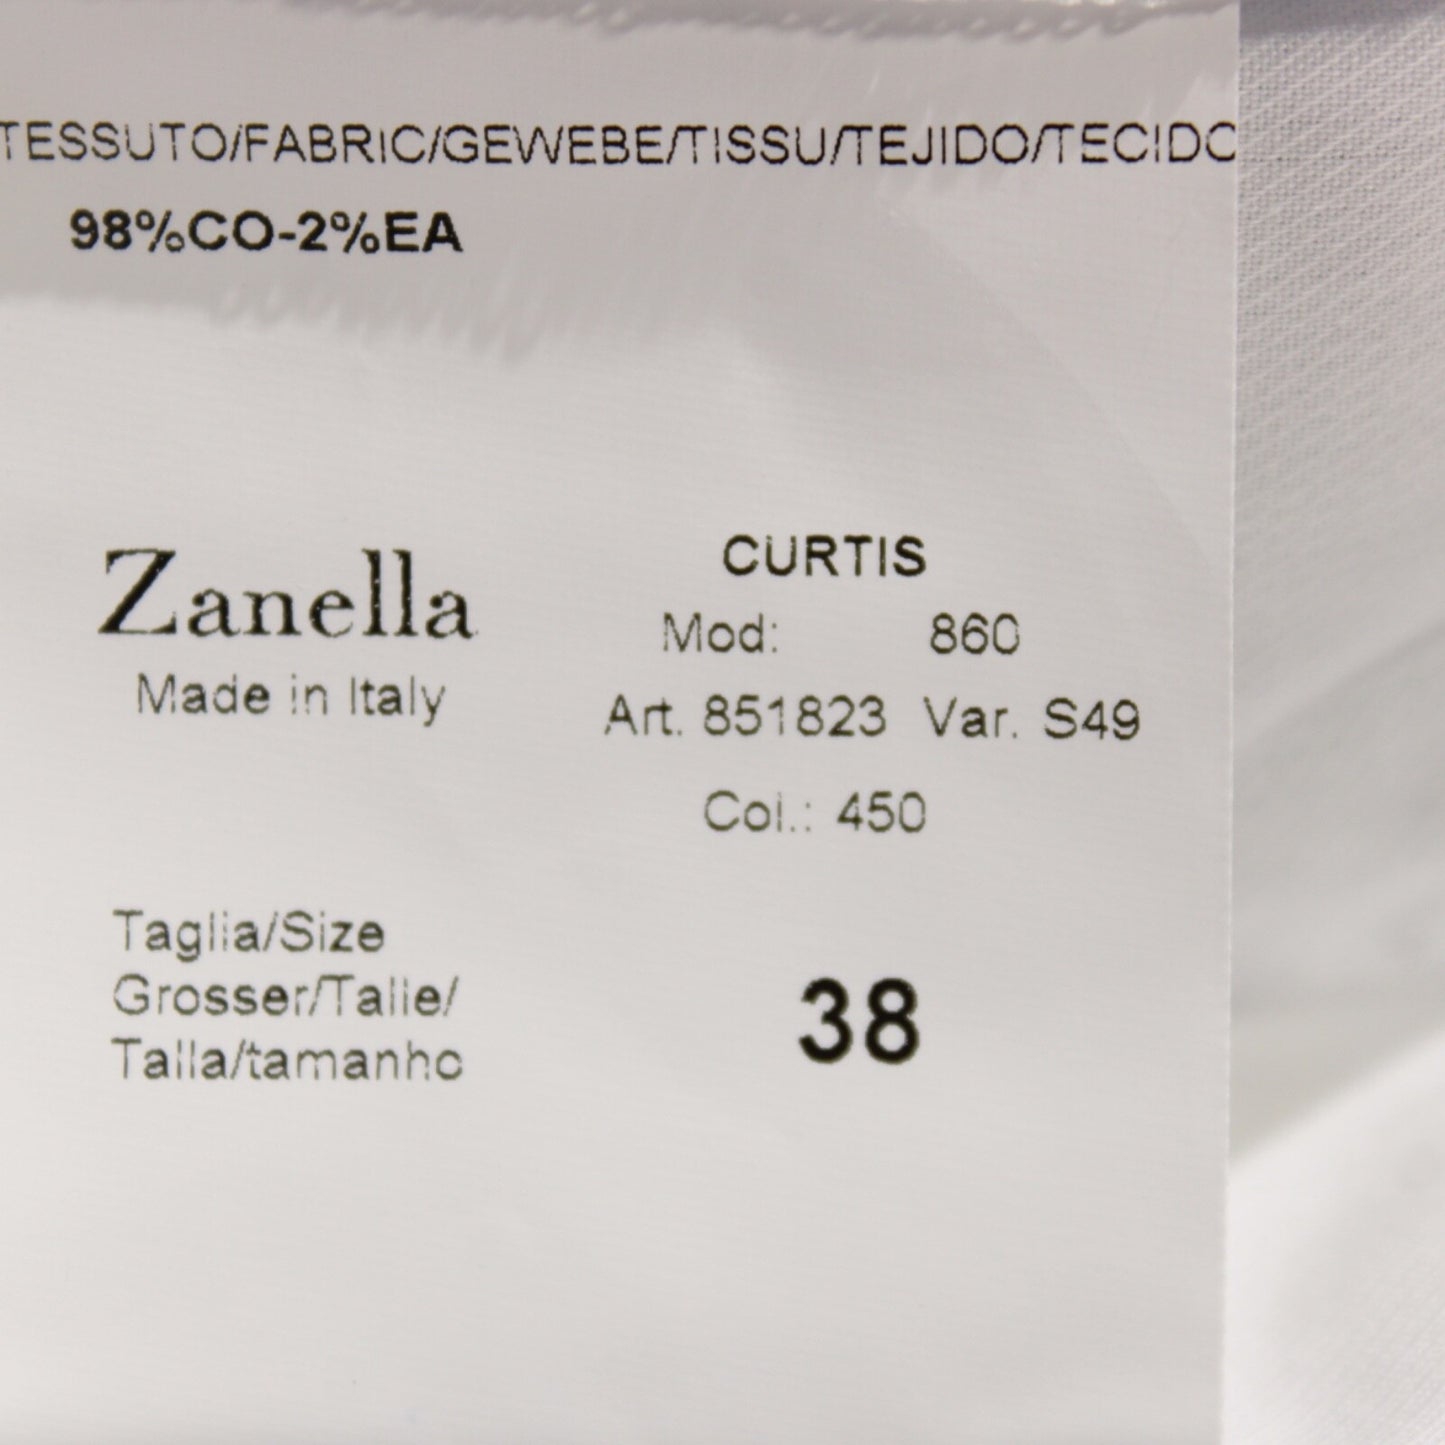 TESSUTO/FABRIC/GEWEBE/TISSU/TEJIDO/TECIDO
98%CO-2%EA
Zanella
Made in Italy
CURTIS
Mod: 860
Art. 851823 Var. S49
Col.: 450
Taglia/Size
Grosser/Talie/
Talla/tamanho
38